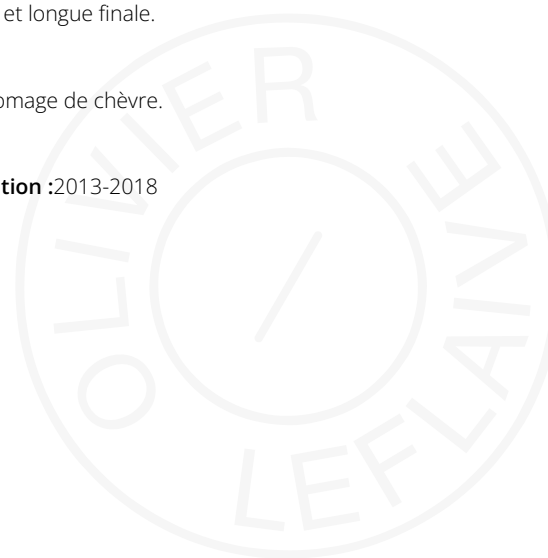 et longue finale.
omage de chèvre.
tion :2013-2018
OLIVIER LEFLAIVE